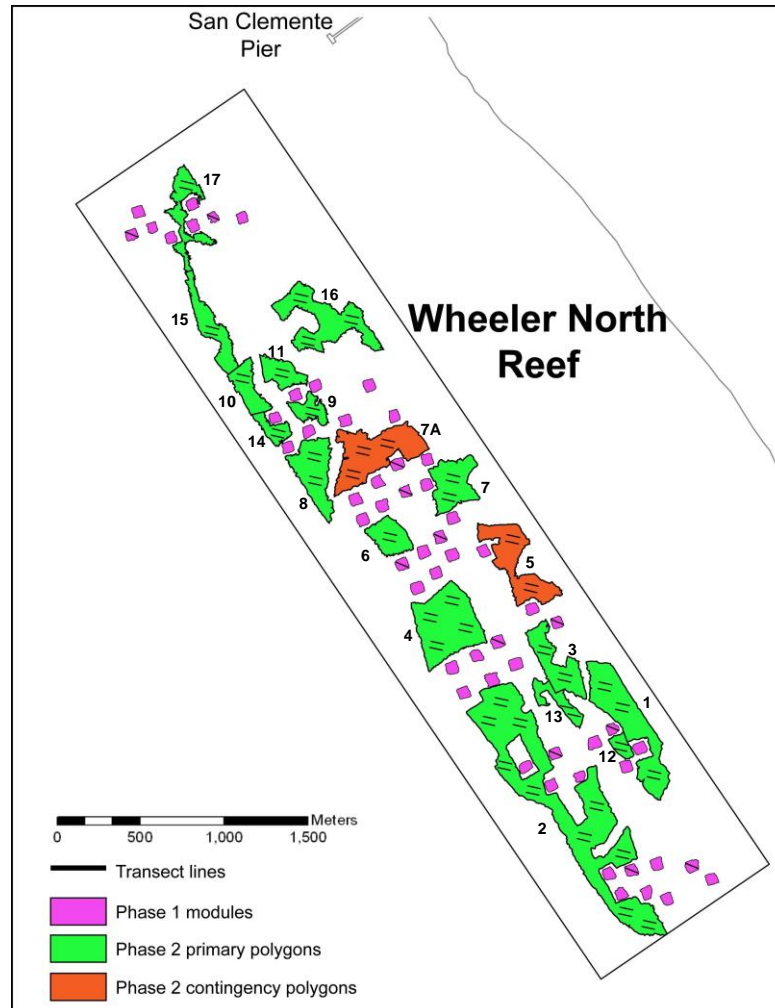 San Clemente
Pier
17
16
Wheeler North
Reef
15
11
10
9
14
7A
8
7
6
5
4
3
1
13
12
2
Meters
0 500 1,000 1,500
Transect lines
Phase 1 modules
Phase 2 primary polygons
Phase 2 contingency polygons